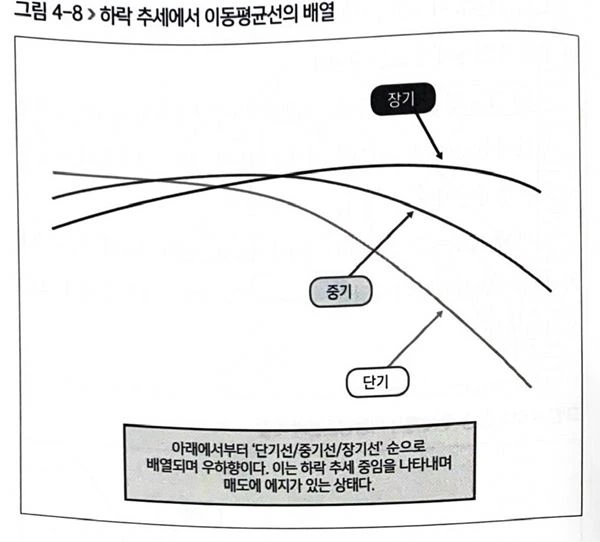 그림 4-8 > 하락 추세에서 이동평균선의 배열
장기
중기
단기
아래에서부터 '단기선/중기선/장기선' 순으로
배열되며 우하향이다. 이는 하락 추세 중임을 나타내며
매도에 에지가 있는 상태다.